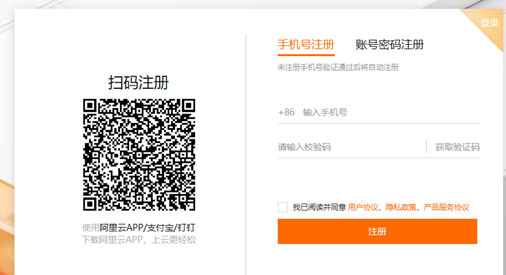 登录
扫码注册
使用阿里云APP/支付宝/钉钉
下载阿里云APP，上云更轻松
手机号注册 账号密码注册
未注册手机号验证通过后将自动注册
+86 输入手机号
请输入校验码 获取验证码
我已阅读并同意 用户协议、隐私政策、产品服务协议
注册